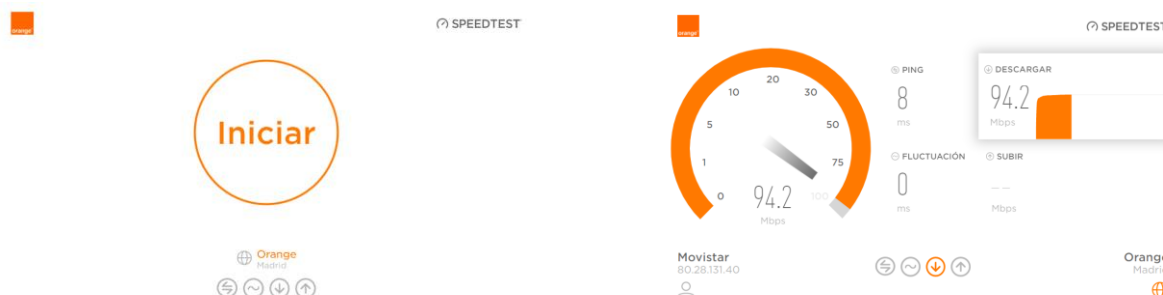 orange
SPEEDTEST
Iniciar
Orange
Madrid
orange
SPEEDTEST
0
1
5
10
20
30
50
75
100
94.2
Mbps
PING
8
ms
DESCARGAR
94.2
Mbps
FLUCTUACIÓN
0
ms
SUBIR
--
Mbps
Movistar
80.28.131.40
Orange
Madrid